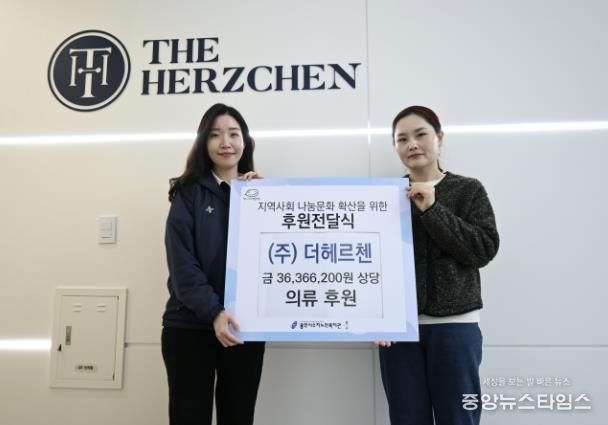 TH
THE
HERZCHEN
지역사회 나눔문화 확산을 위한
후원전달식
(주) 더헤르첸
금 36,366,200원 상당
의류 후원
세상을 보는 발 빠른 뉴스
중앙뉴스타임스